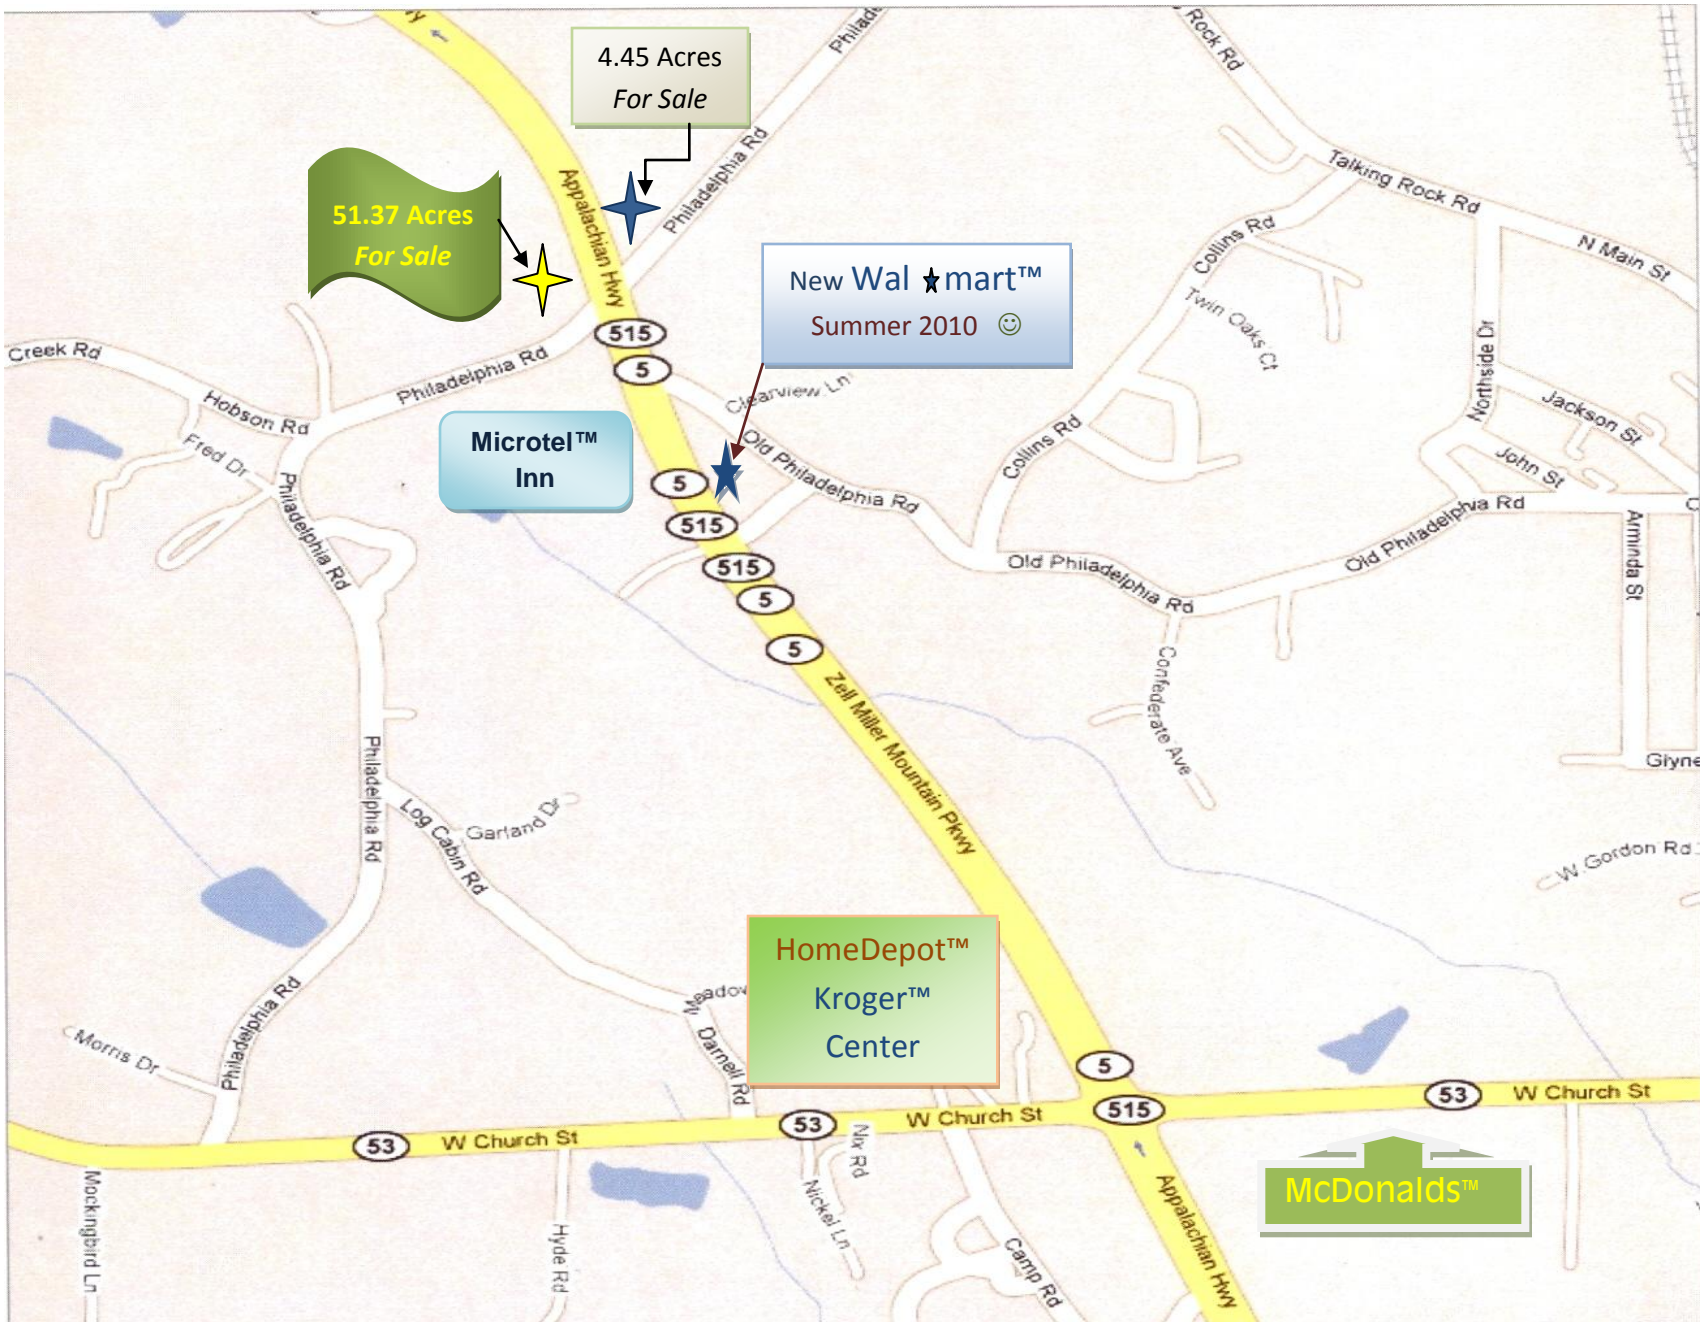 wy
4.45 Acres
For Sale
Philade
Rock Rd
Philadelphia Rd
Talking Rock Rd
N Main St
Appalachian Hwy
51.37 Acres
For Sale
Collins Rd
New Wal ★ mart™
Summer 2010 ☺
Twin Oaks Ct
515
5
Creek Rd
Philadelphia Rd
Hobson Rd
Fred Dr
Clearview Ln
Northside Dr
Jackson St
John St
Microtel™
Inn
Collins Rd
Old Philadelphia Rd
5
515
515
5
5
Philadelphia Rd
Old Philadelphia Rd
Old Philadelphia Rd
Arminda St
C
Confederate Ave
Zell Miller Mountain Pkwy
Philadelphia Rd
Log Cabin Rd
Garland Dr
Glyne
W Gordon Rd
HomeDepot™
Kroger™
Center
Meadow
Darnell Rd
Philadelphia Rd
Morris Dr
5
515
53
W Church St
53
W Church St
53
W Church St
Mockingbird Ln
Hyde Rd
Nix Rd
Nickel Ln
Camp Rd
Appalachian Hwy
McDonalds™